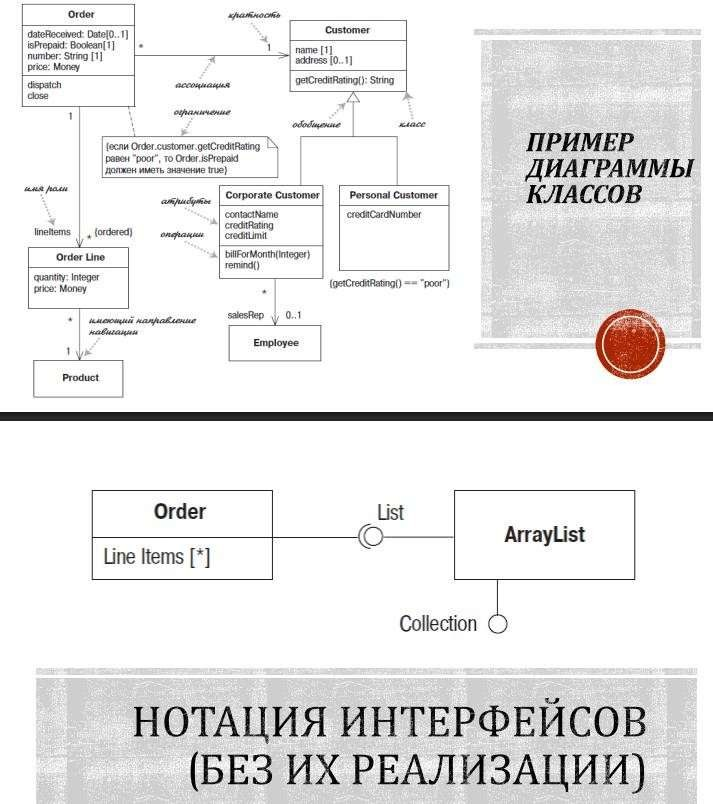 Order
dateReceived: Date[0..1]
isPrepaid: Boolean[1]
number: String [1]
price: Money
dispatch
close
*
кратность
1
Customer
name [1]
address [0..1]
getCreditRating(): String
ассоциация
ограничение
обобщение
класс
1
{если Order.customer.getCreditRating
равен "poor", то Order.isPrepaid
должен иметь значение true}
имя роли
lineItems
* {ordered}
Order Line
quantity: Integer
price: Money
атрибуты
операции
Corporate Customer
contactName
creditRating
creditLimit
billForMonth(Integer)
remind()
Personal Customer
creditCardNumber
{getCreditRating() == "poor"}
*
имеющий направление
навигации
1
Product
*
salesRep
0..1
Employee
ПРИМЕР
ДИАГРАММЫ
КЛАССОВ
Order
Line Items [*]
List
ArrayList
Collection
НОТАЦИЯ ИНТЕРФЕЙСОВ
(БЕЗ ИХ РЕАЛИЗАЦИИ)